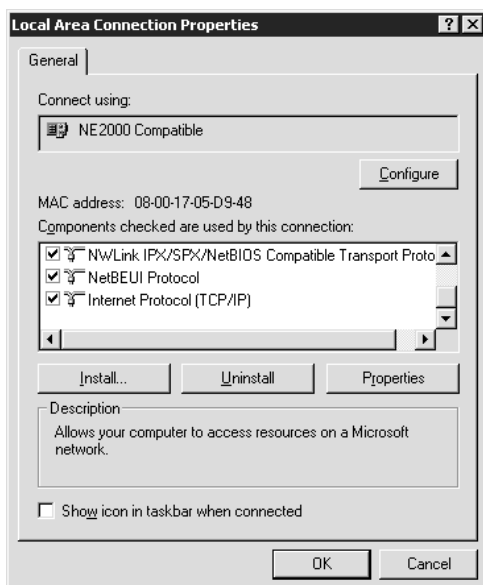 Local Area Connection Properties
General
Connect using:
NE2000 Compatible
Configure
MAC address: 08-00-17-05-D9-48
Components checked are used by this connection:
NWLink IPX/SPX/NetBIOS Compatible Transport Proto
NetBEUI Protocol
Internet Protocol (TCP/IP)
Install... Uninstall Properties
Description
Allows your computer to access resources on a Microsoft
network.
Show icon in taskbar when connected
OK Cancel